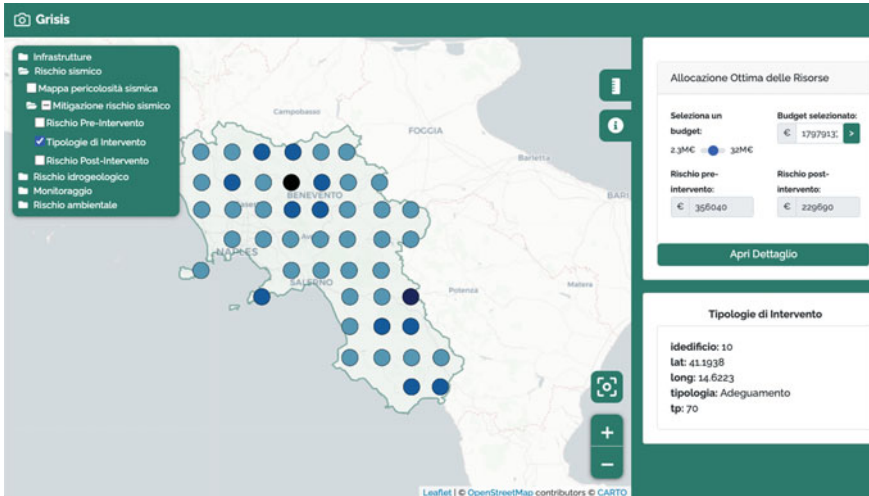 Grisis
Infrastrutture
Rischio sismico
Mappa pericolosità sismica
Mitigazione rischio sismico
Rischio Pre-Intervento
Tipologie di Intervento
Rischio Post-Intervento
Rischio idrogeologico
Monitoraggio
Rischio ambientale
Campobasso
FOGGIA
Barletta
BENEVENTO
NAPLES
SALERNO
Potenza
Matera
Leaflet | © OpenStreetMap contributors © CARTO
Allocazione Ottima delle Risorse
Seleziona un budget:
2.3M€ 32M€
Budget selezionato:
€ >
Rischio pre-intervento:
€ 356040
Rischio post-intervento:
€ 229690
Apri Dettaglio
Tipologie di Intervento
idedificio: 10
lat: 41.1938
long: 14.6223
tipologia: Adeguamento
tp: 70